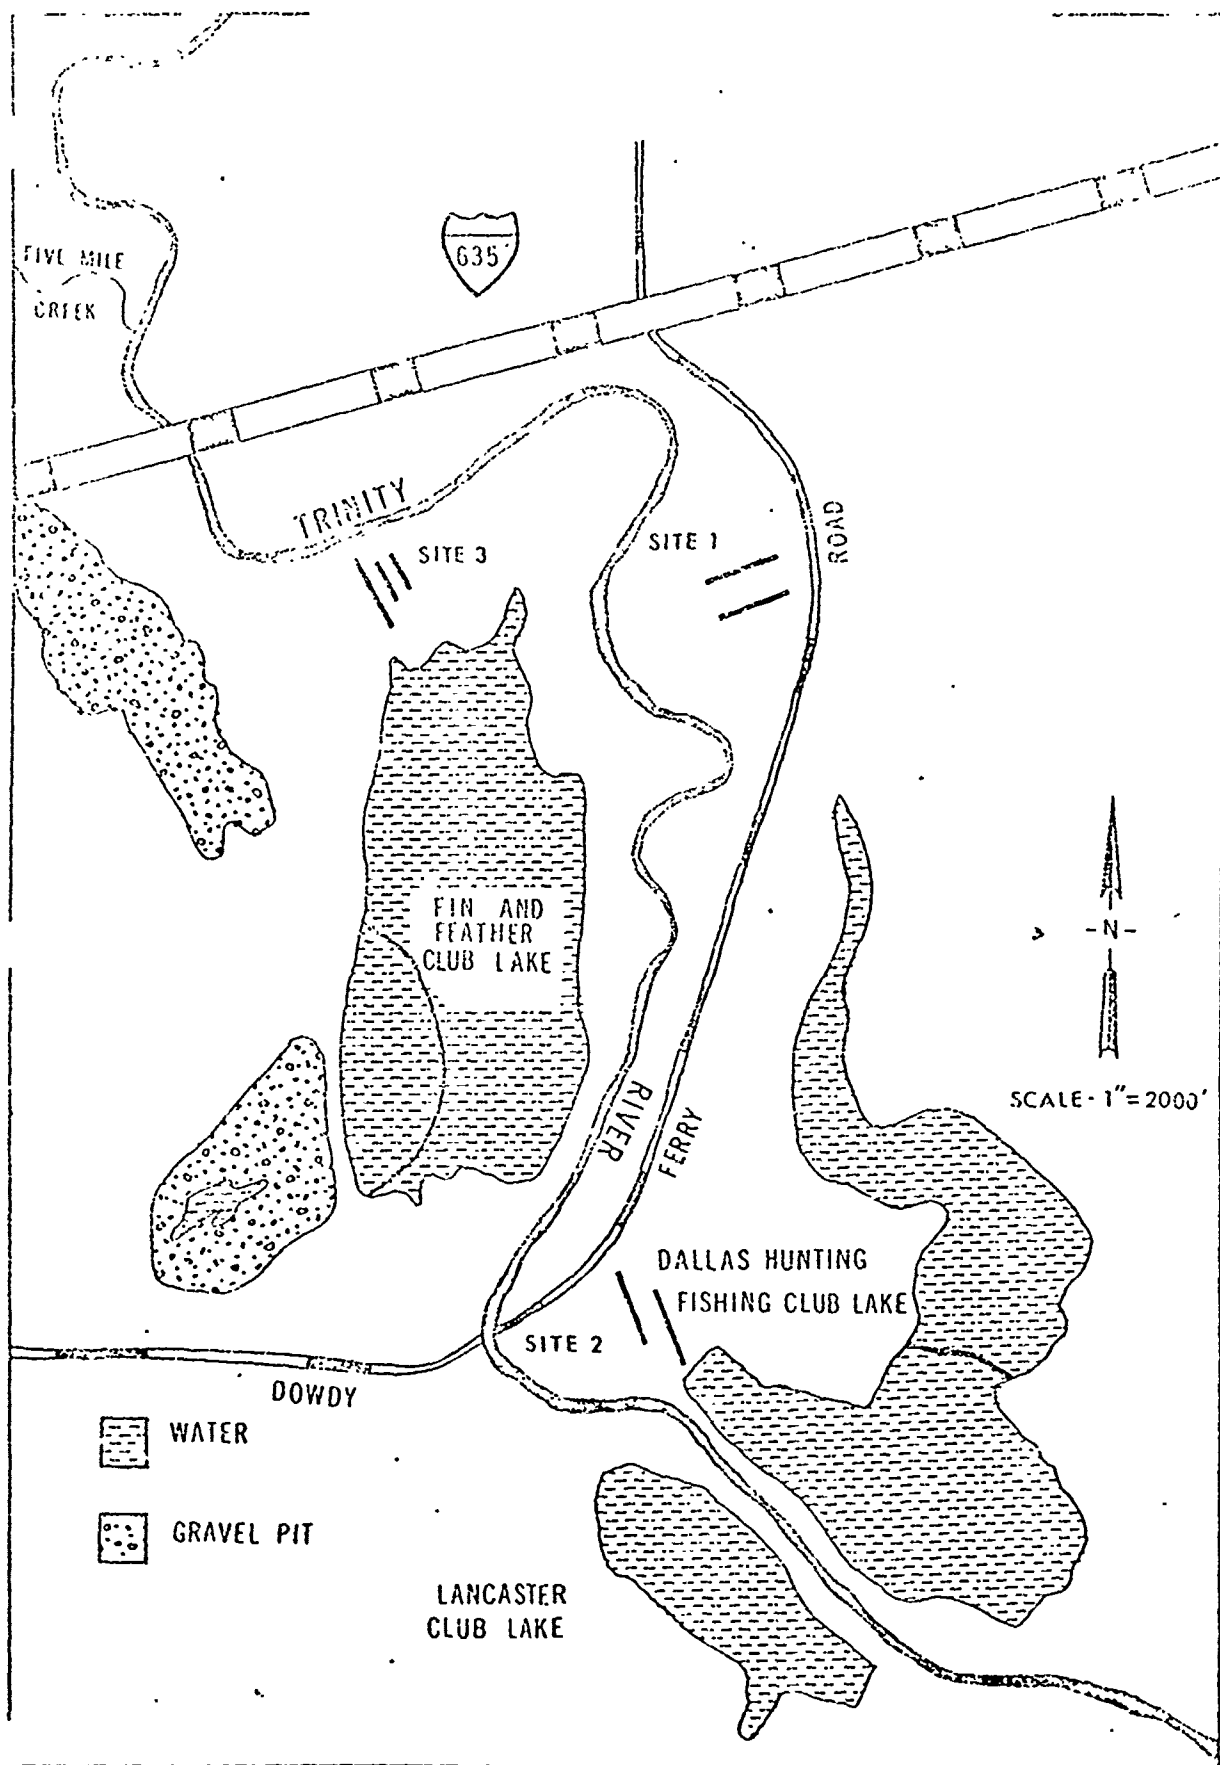 635
FIVE MILE
CREEK
TRINITY
SITE 3
SITE 1
ROAD
FIN AND
FEATHER
CLUB LAKE
-N-
SCALE - 1" = 2000'
RIVER
FERRY
DALLAS HUNTING
FISHING CLUB LAKE
SITE 2
DOWDY
WATER
GRAVEL PIT
LANCASTER
CLUB LAKE